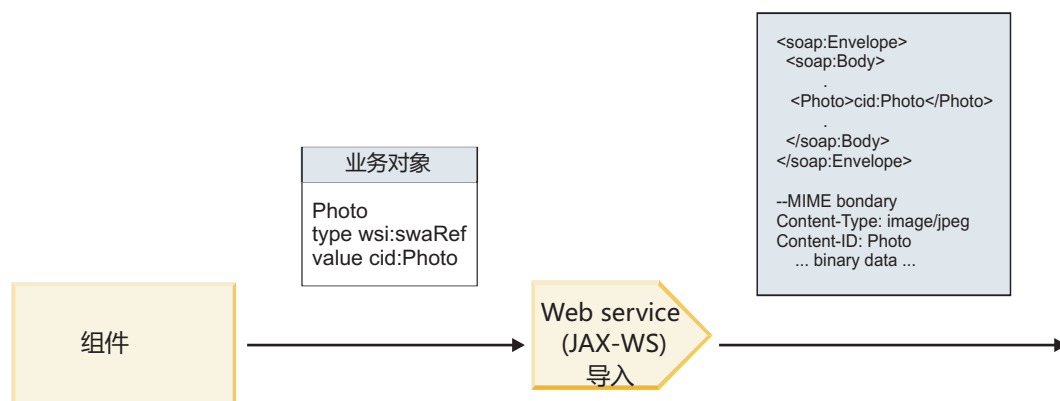 <soap:Envelope>
<soap:Body>
.
<Photo>cid:Photo</Photo>
.
</soap:Body>
</soap:Envelope>
--MIME bondary
Content-Type: image/jpeg
Content-ID: Photo
... binary data ...
业务对象
Photo
type wsi:swaRef
value cid:Photo
组件
Web service
(JAX-WS)
导入